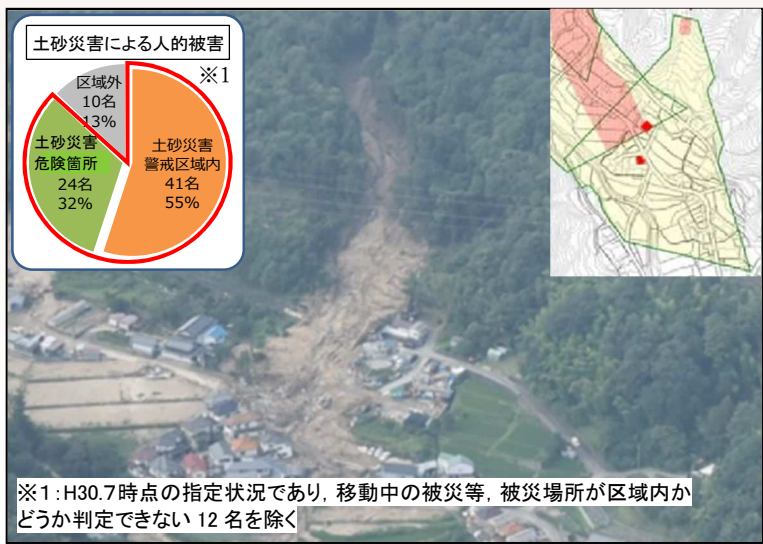 土砂災害による人的被害
※1
区域外
10名
13%
土砂災害
危険箇所
24名
32%
土砂災害
警戒区域内
41名
55%
※1:H30.7時点の指定状況であり，移動中の被災等，被災場所が区域内か
どうか判定できない 12 名を除く